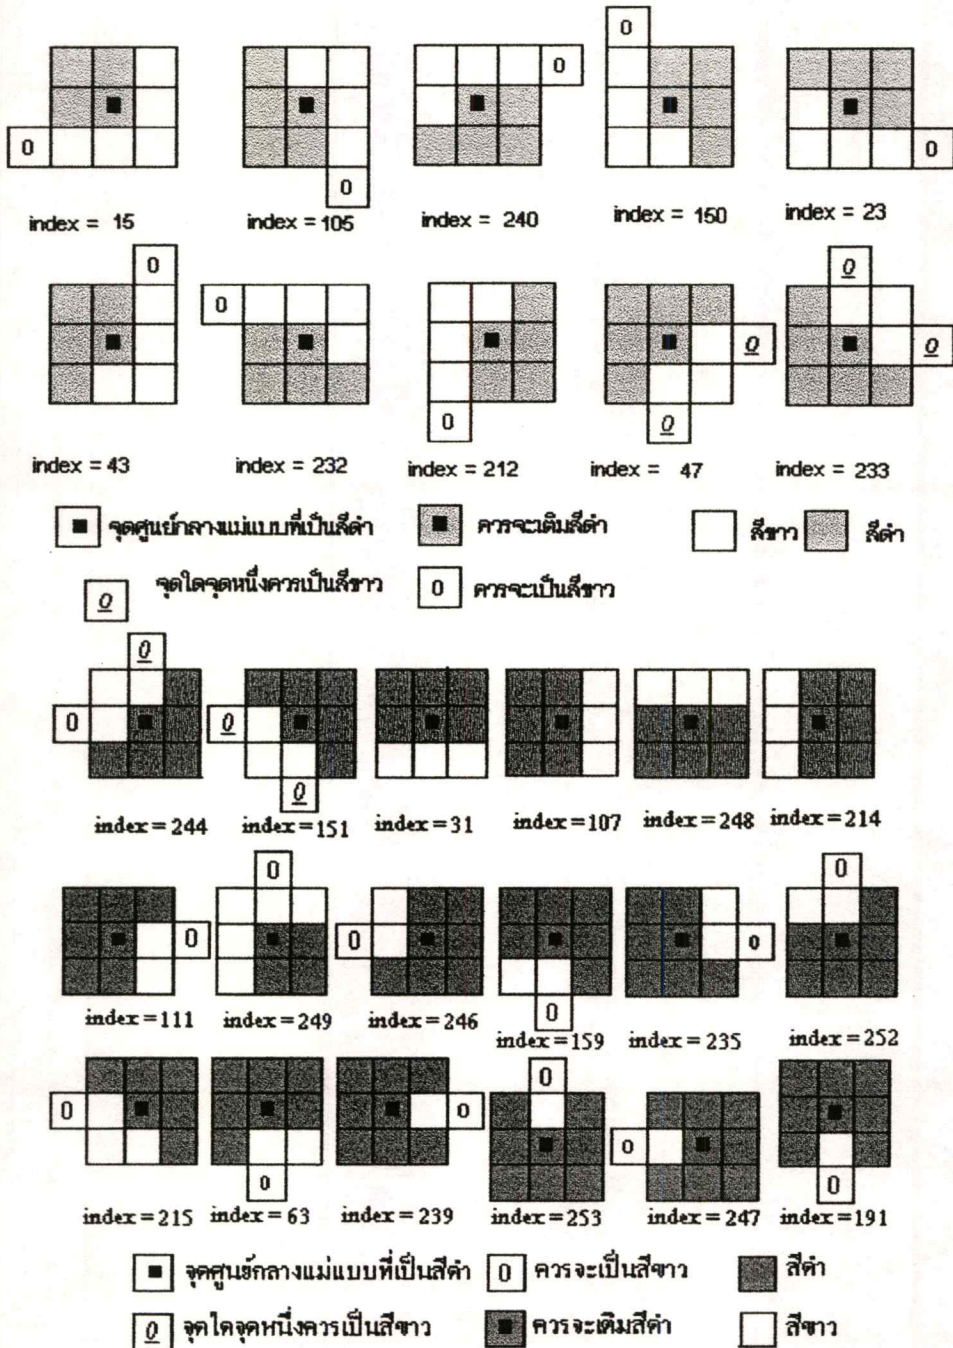 0
0
0
0
0
index = 15 index = 105 index = 240 index = 150 index = 23
0
0
0
0 0
0 0
0
index = 43 index = 232 index = 212 index = 47 index = 233
จุดศูนย์กลางแม่แบบที่เป็นสีดำ ควรจะเติมสีดำ สีขาว สีดำ
0 จุดใดจุดหนึ่งควรเป็นสีขาว 0 ควรจะเป็นสีขาว
0
0 0
0
index = 244 index = 151 index = 31 index = 107 index = 248 index = 214
0 0
0 0 0
0
index = 111 index = 249 index = 246 index = 159 index = 235 index = 252
0
0 0
0
0 0
index = 215 index = 63 index = 239 index = 253 index = 247 index = 191
จุดศูนย์กลางแม่แบบที่เป็นสีดำ 0 ควรจะเป็นสีขาว สีดำ
0 จุดใดจุดหนึ่งควรเป็นสีขาว ควรจะเติมสีดำ สีขาว